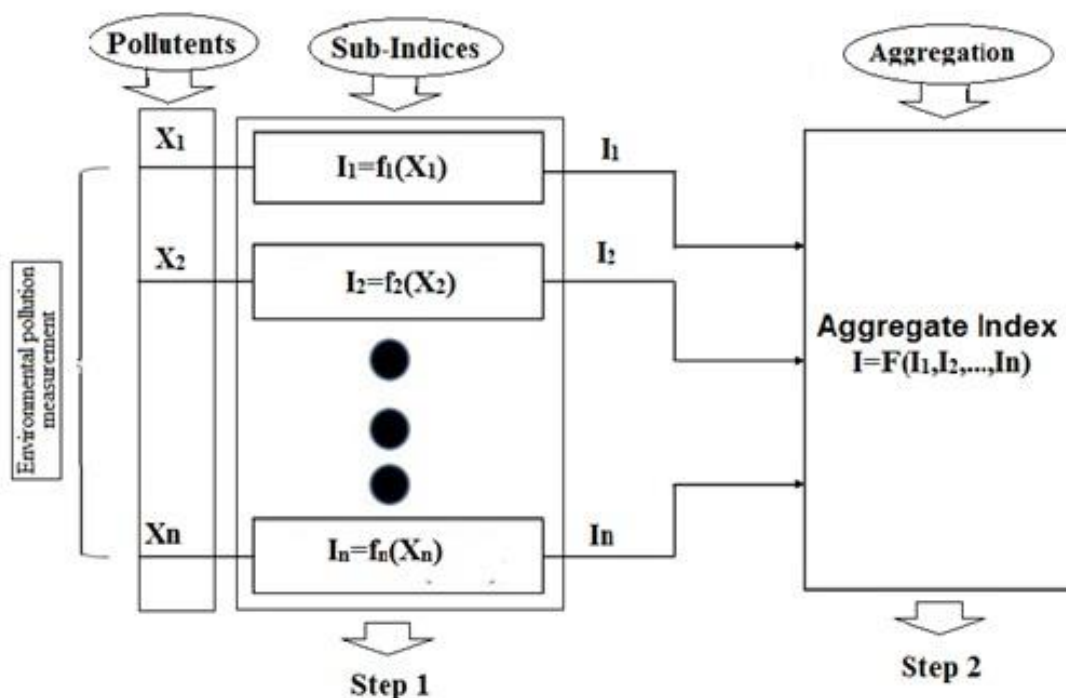 Pollutents
Sub-Indices
Aggregation
X₁
I₁=f₁(X₁)
I₁
X₂
I₂=f₂(X₂)
I₂
Environmental pollution
measurement
Aggregate Index
I=F(I₁,I₂,...,In)
Xn
Iₙ=fₙ(Xₙ)
In
Step 1
Step 2